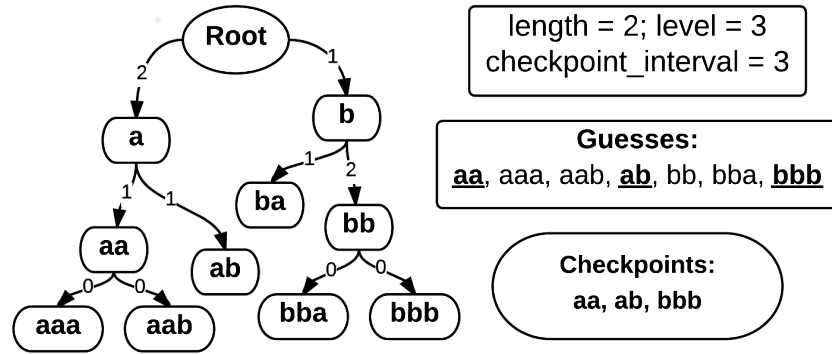 Root
length = 2; level = 3
checkpoint_interval = 3
2
1
a
b
Guesses:
aa, aaa, aab, ab, bb, bba, bbb
1
1
1
2
ba
bb
aa
ab
Checkpoints:
aa, ab, bbb
0
0
0
0
aaa
aab
bba
bbb